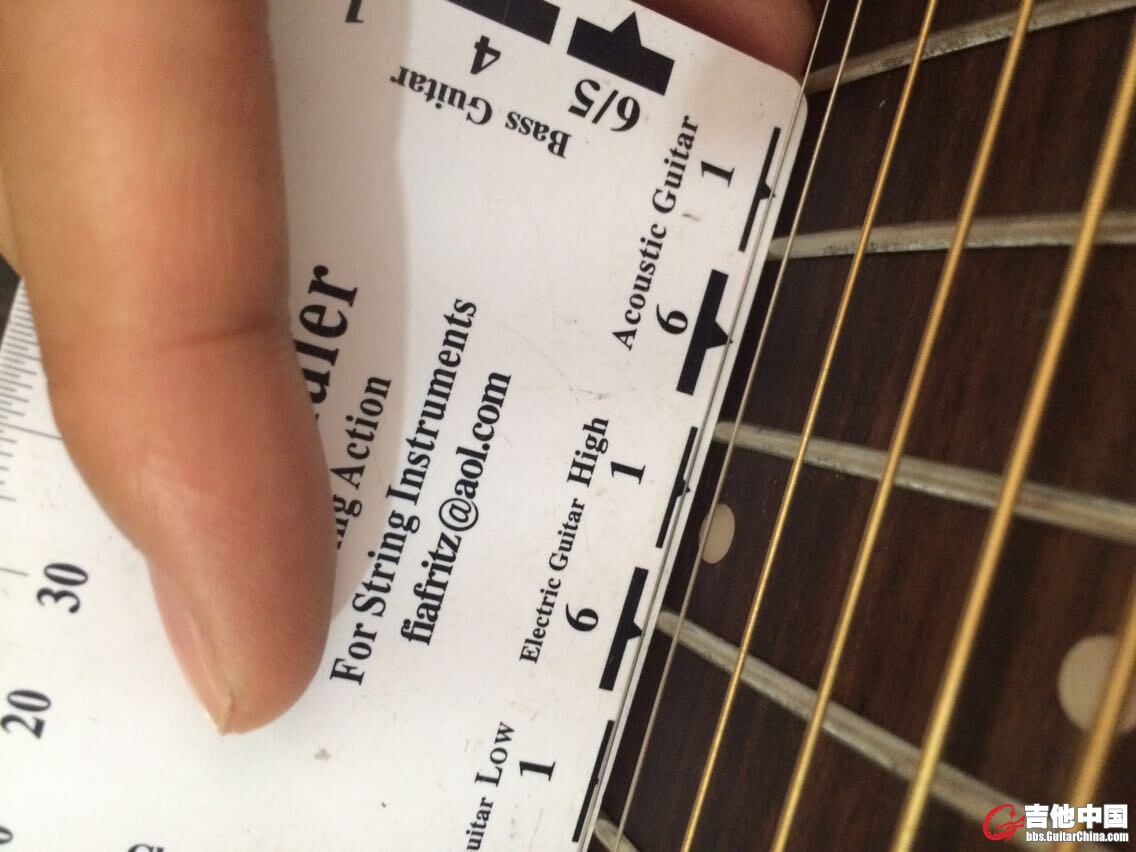 4
Bass Guitar
6/5
Acoustic Guitar
1
6
Electric Guitar High
1
6
Low
1
Action
For String Instruments
fiafritz@aol.com
30
20
吉他中国
bbs.GuitarChina.com